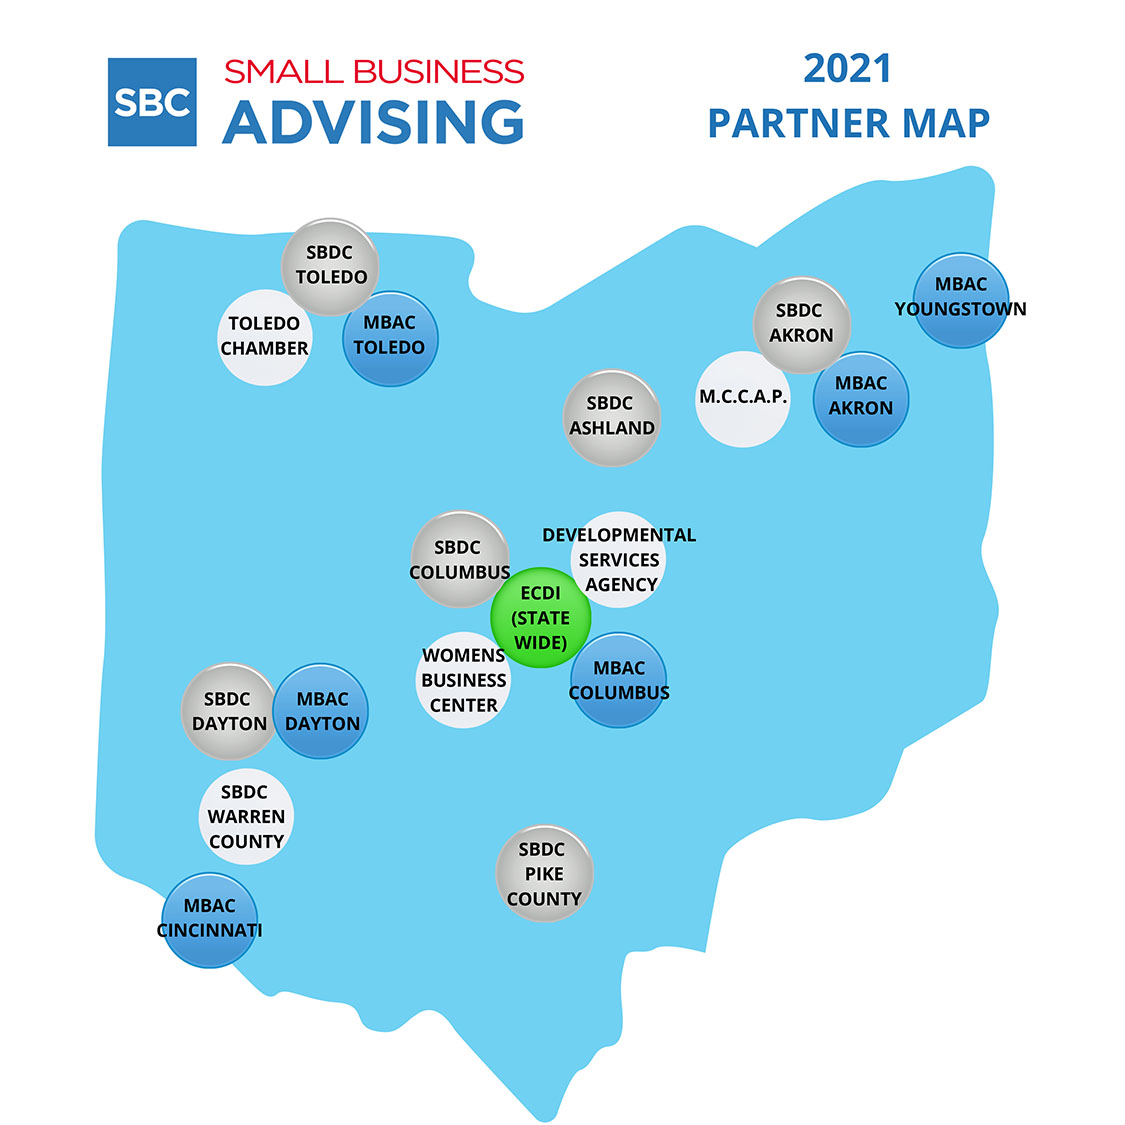 SBC
SMALL BUSINESS
ADVISING
2021
PARTNER MAP
SBDC
TOLEDO
TOLEDO
CHAMBER
MBAC
TOLEDO
MBAC
YOUNGSTOWN
SBDC
AKRON
M.C.C.A.P.
MBAC
AKRON
SBDC
ASHLAND
SBDC
COLUMBUS
DEVELOPMENTAL
SERVICES
AGENCY
ECDI
(STATE
WIDE)
WOMENS
BUSINESS
CENTER
MBAC
COLUMBUS
SBDC
DAYTON
MBAC
DAYTON
SBDC
WARREN
COUNTY
SBDC
PIKE
COUNTY
MBAC
CINCINNATI